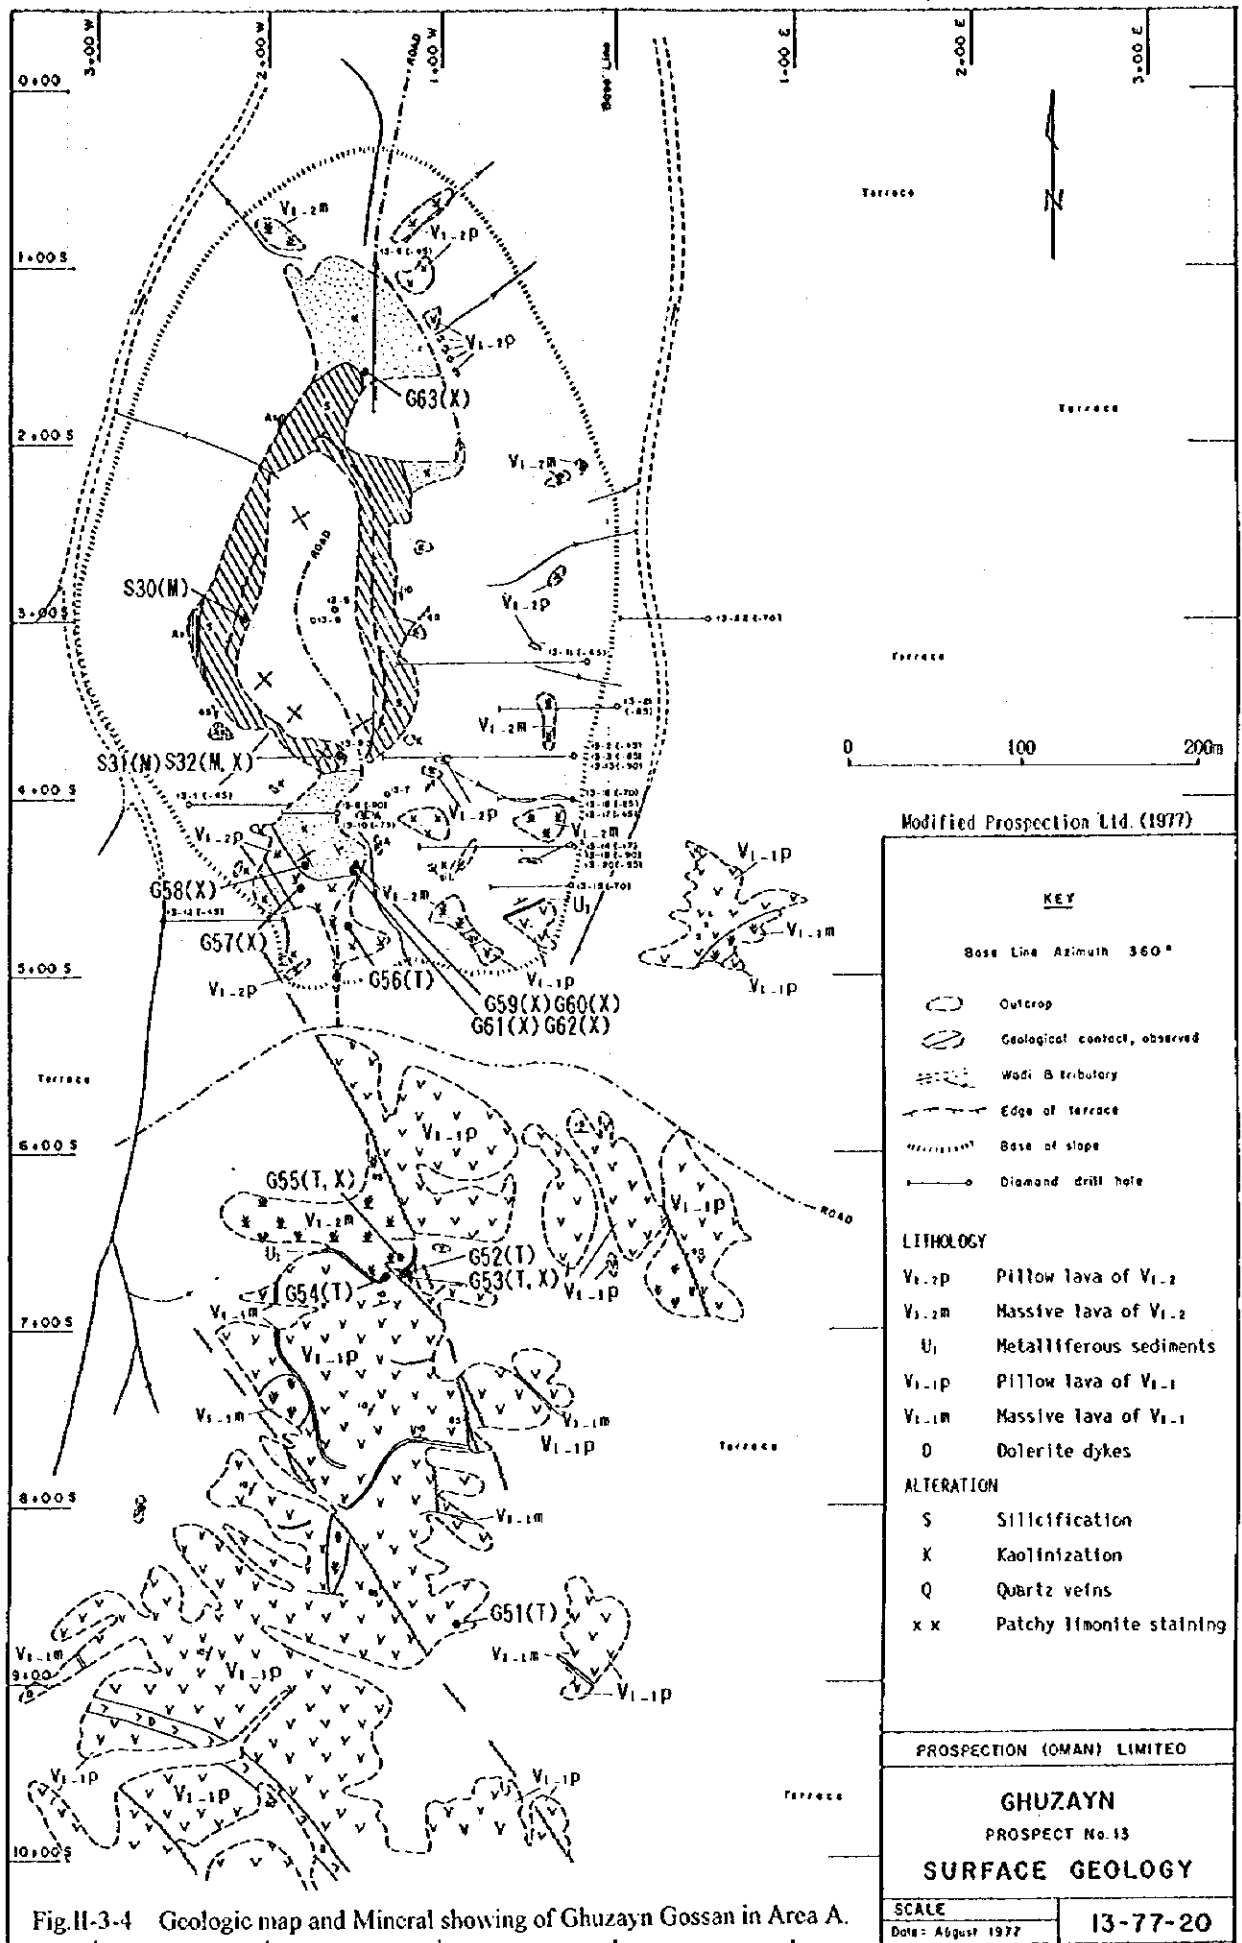 3+00 W
2+00 W
ROAD
1+00 W
Base Line
1+00 E
2+00 E
3+00 E
0+00
N
Terrace
V₁₋₂m
V₁₋₂p
1+00 S
V₁₋₂p
G63(X)
Terrace
2+00 S
V₁₋₂m
ROAD
S30(M)
V₁₋₂p
3+00 S
Terrace
V₁₋₂m
0 100 200m
S31(M) S32(M, X)
4+00 S
V₁₋₂p
V₁₋₂p
V₁₋₂m
Modified Prospection Ltd. (1977)
V₁₋₁p
G58(X)
V₁₋₂m
U₁
V₁₋₁m
G57(X)
5+00 S
V₁₋₂p
G56(T)
V₁₋₁p
V₁₋₁p
G59(X) G60(X)
G61(X) G62(X)
Terrace
6+00 S
V₁₋₁p
G55(T, X)
V₁₋₁p
ROAD
V₁₋₂m
U₁
G52(T)
G54(T)
G53(T, X)
V₁₋₁p
7+00 S
V₁₋₁m
V₁₋₁p
V₁₋₁m
V₁₋₁m
V₁₋₁p
Terrace
8+00 S
V₁₋₁m
G51(T)
V₁₋₁m
V₁₋₁m
9+00
V₁₋₁p
V₁₋₁p
D
V₁₋₁p
V₁₋₁p
V₁₋₁p
Terrace
10+00 S
KEY
Base Line Azimuth 360°
Outcrop
Geological contact, observed
Wadi & tributary
Edge of terrace
Base of slope
Diamond drill hole
LITHOLOGY
V₁₋₂p Pillow lava of V₁₋₂
V₁₋₂m Massive lava of V₁₋₂
U₁ Metalliferous sediments
V₁₋₁p Pillow lava of V₁₋₁
V₁₋₁m Massive lava of V₁₋₁
D Dolerite dykes
ALTERATION
S Silicification
K Kaolinization
Q Quartz veins
x x Patchy limonite staining
PROSPECTION (OMAN) LIMITED
GHUZAYN
PROSPECT No. 13
SURFACE GEOLOGY
SCALE
Date: August 1977
13-77-20
Fig.II-3-4 Geologic map and Mineral showing of Ghuzayn Gossan in Area A.